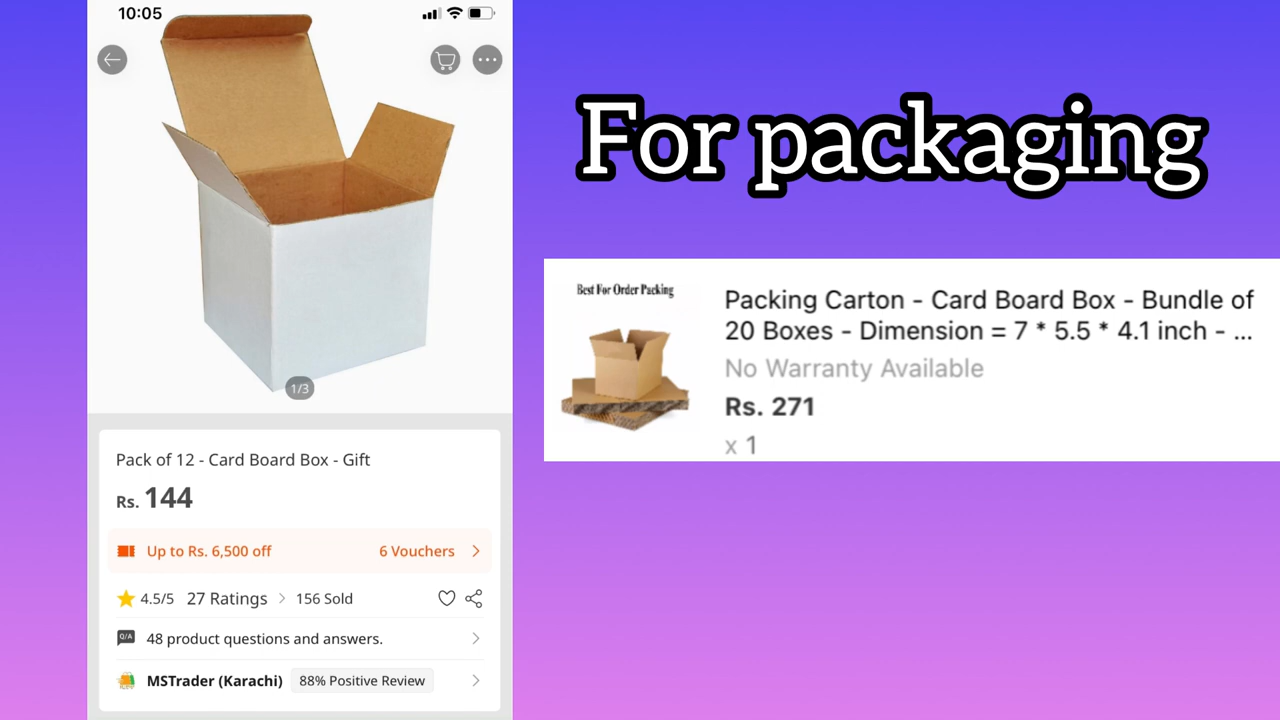 10:05
1/3
Pack of 12 - Card Board Box - Gift
Rs. 144
Up to Rs. 6,500 off
6 Vouchers
4.5/5
27 Ratings
156 Sold
Q/A
48 product questions and answers.
MSTrader (Karachi)
88% Positive Review
For packaging
Best For Order Packing
Packing Carton - Card Board Box - Bundle of
20 Boxes - Dimension = 7 * 5.5 * 4.1 inch - ...
No Warranty Available
Rs. 271
x 1